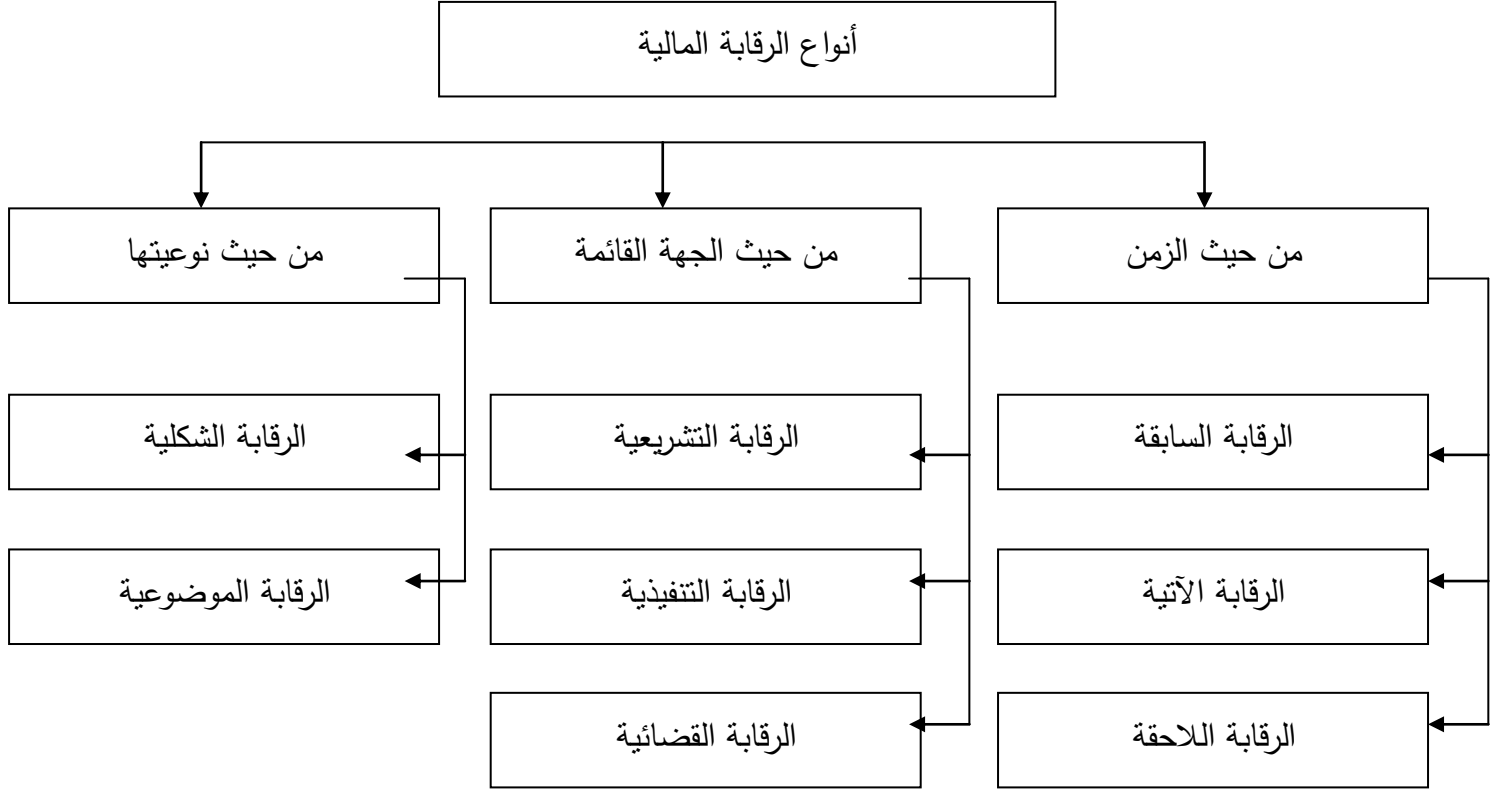 أنواع الرقابة المالية
من حيث الزمن
من حيث الجهة القائمة
من حيث نوعيتها
الرقابة السابقة
الرقابة التشريعية
الرقابة الشكلية
الرقابة الآتية
الرقابة التنفيذية
الرقابة الموضوعية
الرقابة اللاحقة
الرقابة القضائية